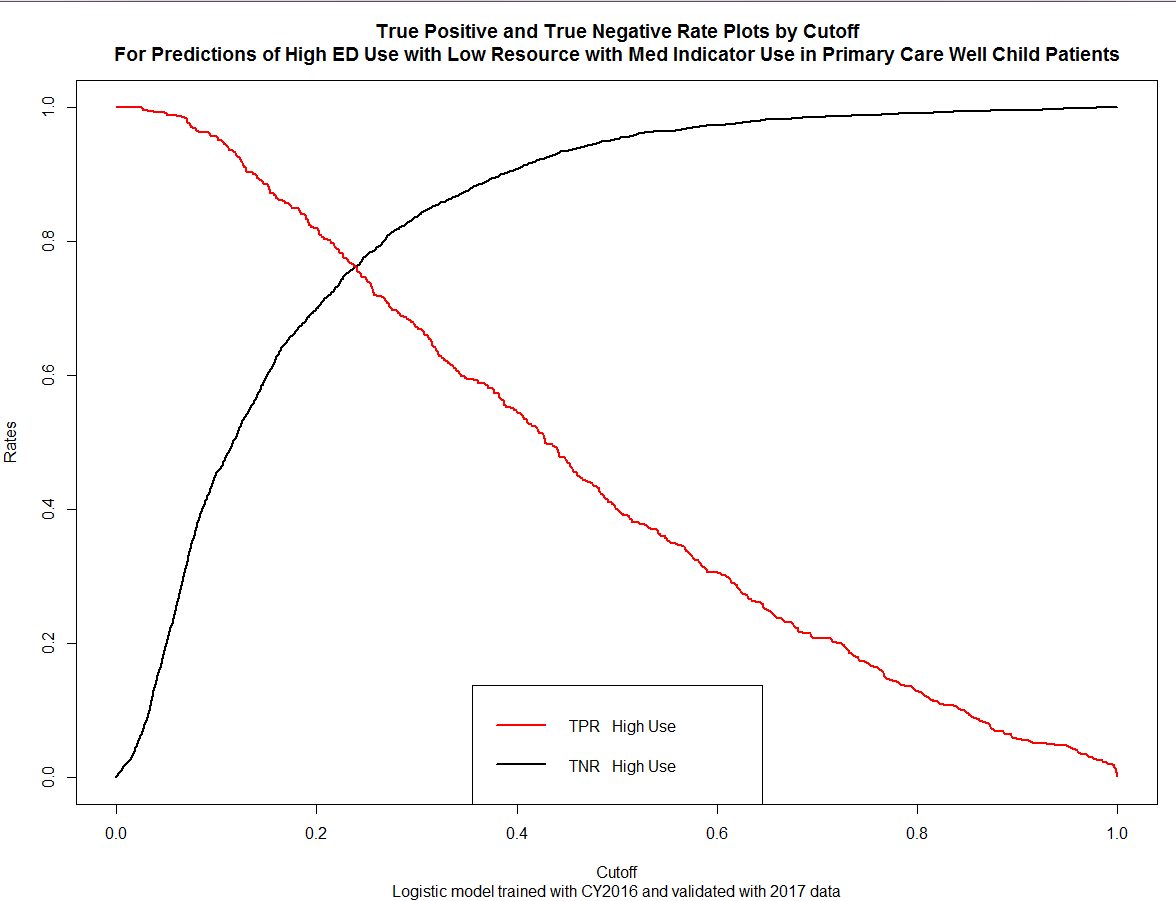 True Positive and True Negative Rate Plots by Cutoff
For Predictions of High ED Use with Low Resource with Med Indicator Use in Primary Care Well Child Patients
1.0
0.8
0.6
0.4
0.2
0.0
Rates
TPR High Use
TNR High Use
0.0 0.2 0.4 0.6 0.8 1.0
Cutoff
Logistic model trained with CY2016 and validated with 2017 data